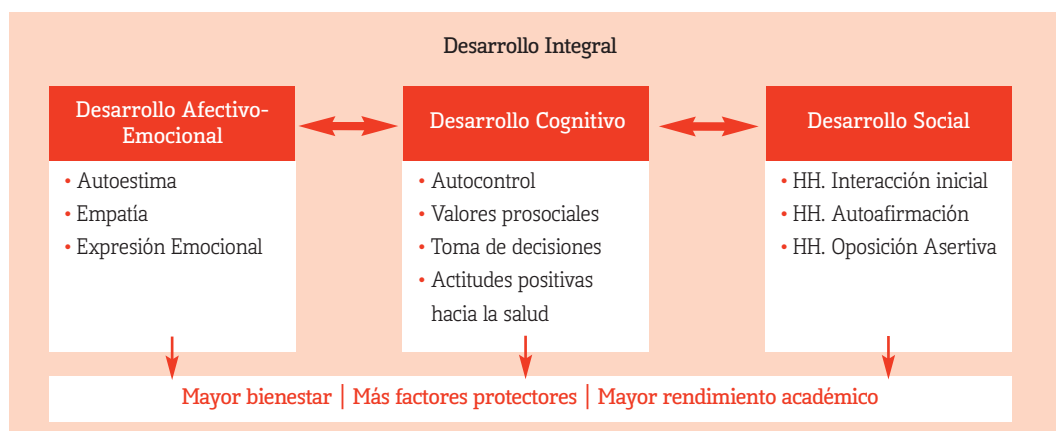 Desarrollo Integral
Desarrollo Afectivo-
Emocional
• Autoestima
• Empatía
• Expresión Emocional
Desarrollo Cognitivo
• Autocontrol
• Valores prosociales
• Toma de decisiones
• Actitudes positivas
hacia la salud
Desarrollo Social
• HH. Interacción inicial
• HH. Autoafirmación
• HH. Oposición Asertiva
Mayor bienestar | Más factores protectores | Mayor rendimiento académico